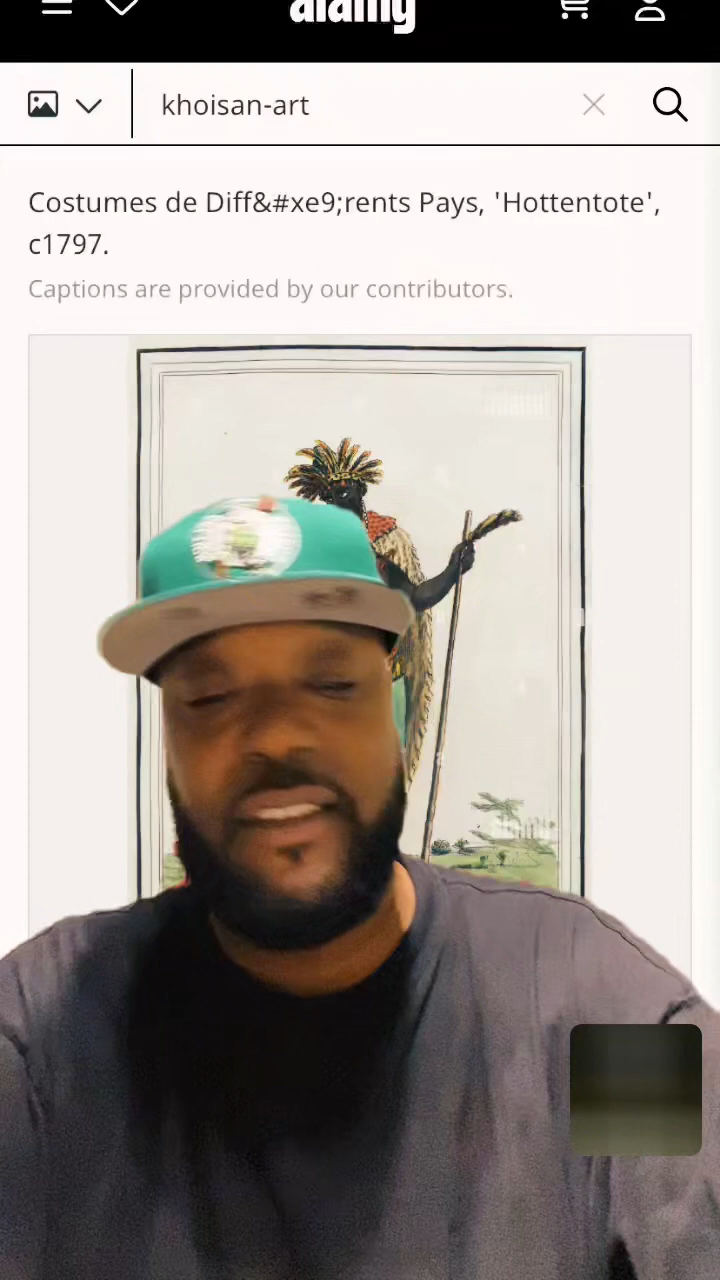 alamy
khoisan-art
Costumes de Diff&#xe9;rents Pays, 'Hottentote',
c1797.
Captions are provided by our contributors.